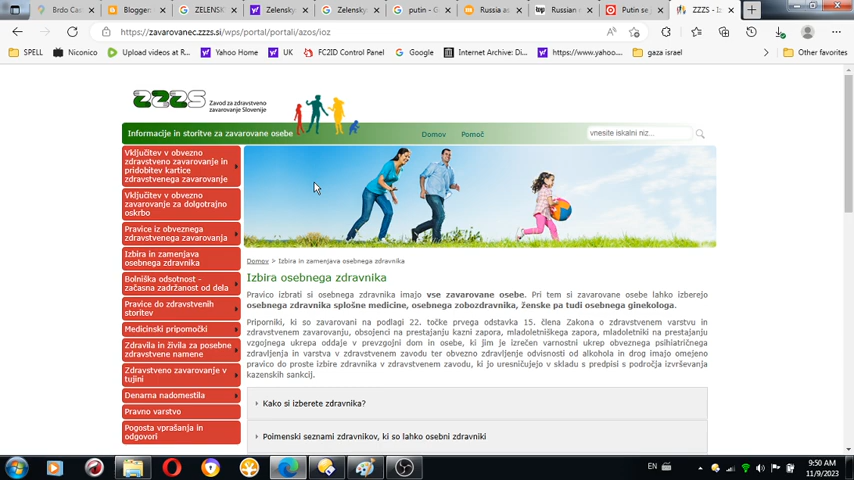 Brdo Cas
Blogger:
ZELENSK
Zelensky
Zelensky
putin - G
Russia as
Russian r
Putin se
ZZZS - Iz
https://zavarovanec.zzzs.si/wps/portal/portali/azos/ioz
SPELL
Niconico
Upload videos at R...
Yahoo Home
UK
FC2ID Control Panel
Google
Internet Archive: Di...
https://www.yahoo....
gaza israel
Other favorites
ZZZS
Zavod za zdravstveno
zavarovanje Slovenije
Informacije in storitve za zavarovane osebe
Domov
Pomoč
vnesite iskalni niz...
Vključitev v obvezno
zdravstveno zavarovanje in
pridobitev kartice
zdravstvenega zavarovanja
Vključitev v obvezno
zavarovanje za dolgotrajno
oskrbo
Pravice iz obveznega
zdravstvenega zavarovanja
Izbira in zamenjava
osebnega zdravnika
Bolniška odsotnost -
začasna zadržanost od dela
Pravice do zdravstvenih
storitev
Medicinski pripomočki
Zdravila in živila za posebne
zdravstvene namene
Zdravstveno zavarovanje v
tujini
Denarna nadomestila
Pravno varstvo
Pogosta vprašanja in
odgovori
Domov > Izbira in zamenjava osebnega zdravnika
Izbira osebnega zdravnika
Pravico izbrati si osebnega zdravnika imajo vse zavarovane osebe. Pri tem si zavarovane osebe lahko izberejo
osebnega zdravnika splošne medicine, osebnega zobozdravnika, ženske pa tudi osebnega ginekologa.
Priporniki, ki so zavarovani na podlagi 22. točke prvega odstavka 15. člena Zakona o zdravstvenem varstvu in
zdravstvenem zavarovanju, obsojenci na prestajanju kazni zapora, mladoletniškega zapora, mladoletniki na prestajanju
vzgojnega ukrepa oddaje v prevzgojni dom in osebe, ki jim je izrečen varnostni ukrep obveznega psihiatričnega
zdravljenja in varstva v zdravstvenem zavodu ter obvezno zdravljenje odvisnosti od alkohola in drog imajo omejeno
pravico do proste izbire zdravnika v zdravstvenem zavodu, ki jo uresničujejo v skladu s predpisi s področja izvrševanja
kazenskih sankcij.
Kako si izberete zdravnika?
Poimenski seznami zdravnikov, ki so lahko osebni zdravniki
EN
9:50 AM
11/9/2023